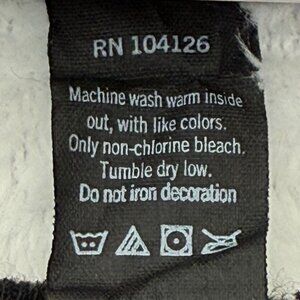 RN 104126
Machine wash warm inside
out, with like colors.
Only non-chlorine bleach.
Tumble dry low.
Do not iron decoration